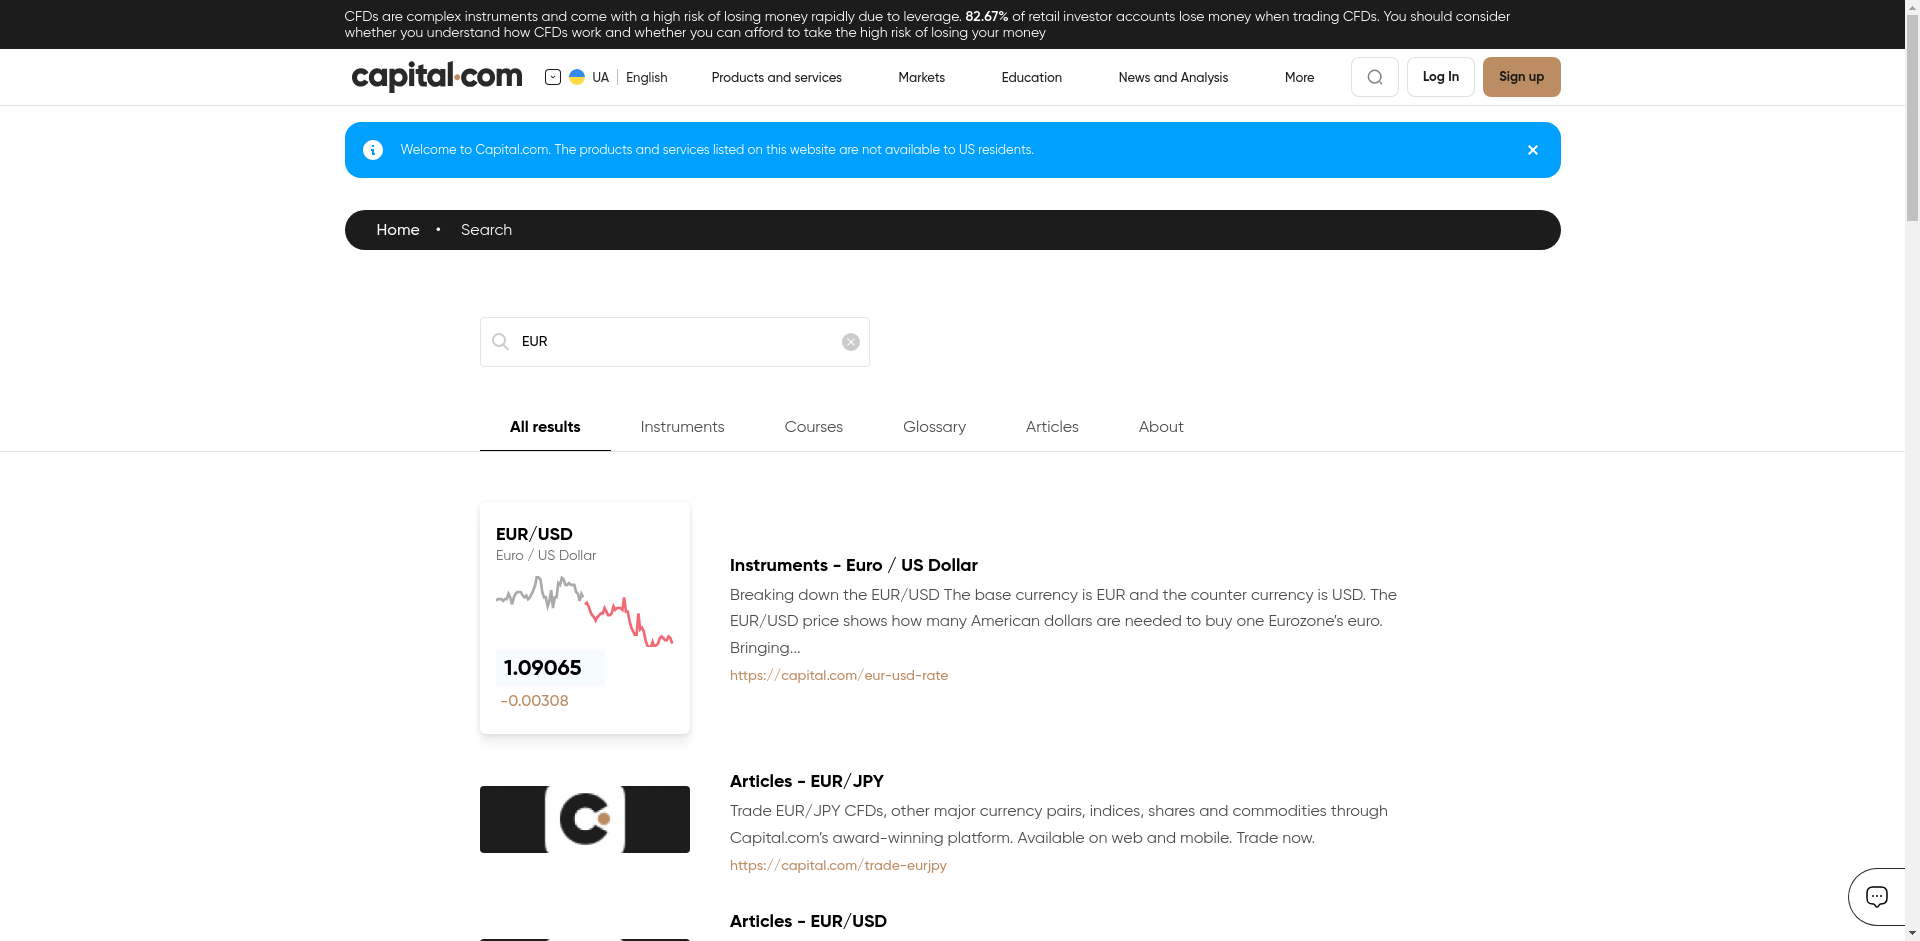 CFDs are complex instruments and come with a high risk of losing money rapidly due to leverage. 82.67% of retail investor accounts lose money when trading CFDs. You should consider
whether you understand how CFDs work and whether you can afford to take the high risk of losing your money
capital.com UA English Products and services Markets Education News and Analysis More Log In Sign up
Welcome to Capital.com. The products and services listed on this website are not available to US residents.
Home • Search
EUR
All results Instruments Courses Glossary Articles About
EUR/USD
Euro / US Dollar
1.09065
-0.00308
Instruments - Euro / US Dollar
Breaking down the EUR/USD The base currency is EUR and the counter currency is USD. The
EUR/USD price shows how many American dollars are needed to buy one Eurozone’s euro.
Bringing...
https://capital.com/eur-usd-rate
Articles - EUR/JPY
Trade EUR/JPY CFDs, other major currency pairs, indices, shares and commodities through
Capital.com’s award-winning platform. Available on web and mobile. Trade now.
https://capital.com/trade-eurjpy
Articles - EUR/USD